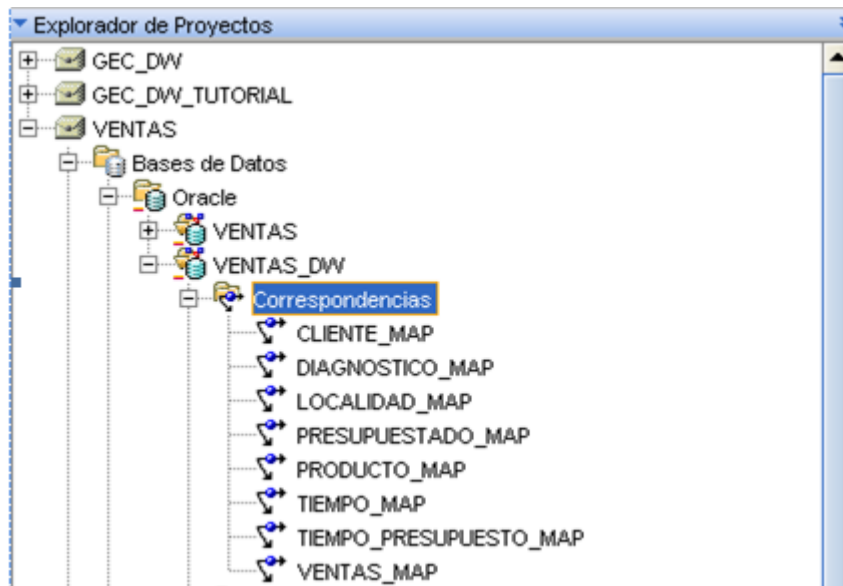 Explorador de Proyectos
GEC_DW
GEC_DW_TUTORIAL
VENTAS
Bases de Datos
Oracle
VENTAS
VENTAS_DW
Correspondencias
CLIENTE_MAP
DIAGNOSTICO_MAP
LOCALIDAD_MAP
PRESUPUESTADO_MAP
PRODUCTO_MAP
TIEMPO_MAP
TIEMPO_PRESUPUESTO_MAP
VENTAS_MAP